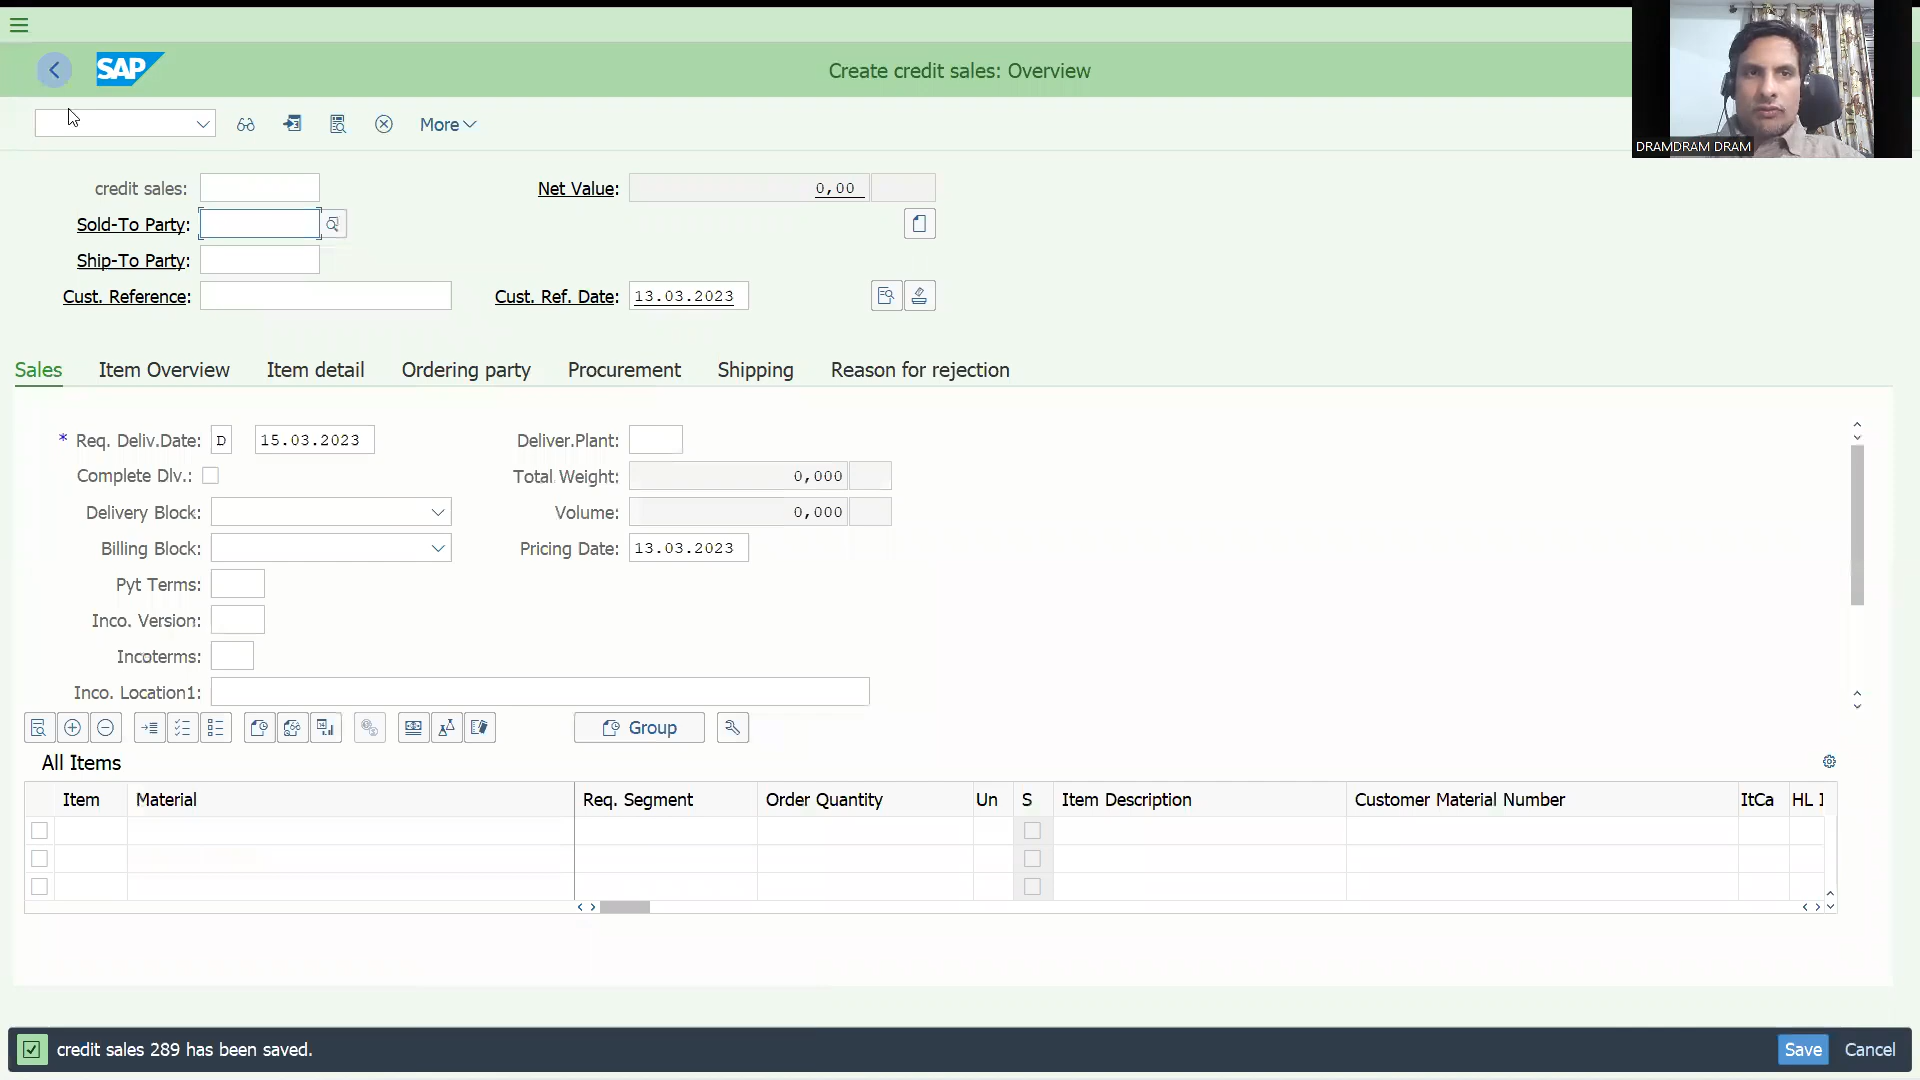 SAP
Create credit sales: Overview
More
DRAMDRAM DRAM
credit sales:
Net Value: 0,00
Sold-To Party:
Ship-To Party:
Cust. Reference:
Cust. Ref. Date: 13.03.2023
Sales Item Overview Item detail Ordering party Procurement Shipping Reason for rejection
* Req. Deliv.Date: D 15.03.2023 Deliver.Plant:
Complete Dlv.: Total Weight: 0,000
Delivery Block: Volume: 0,000
Billing Block: Pricing Date: 13.03.2023
Pyt Terms:
Inco. Version:
Incoterms:
Inco. Location1:
Group
All Items
Item Material Req. Segment Order Quantity Un S Item Description Customer Material Number ItCa HL I
credit sales 289 has been saved.
Save Cancel